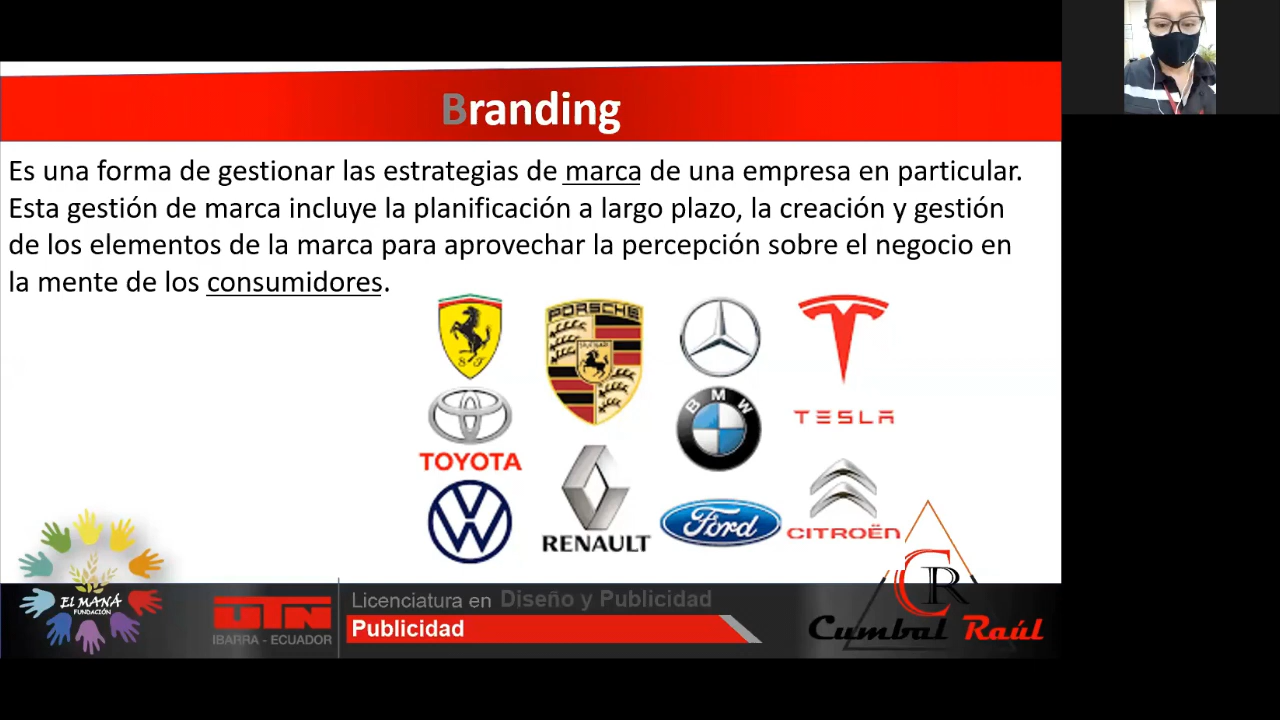 Branding
Es una forma de gestionar las estrategias de marca de una empresa en particular.
Esta gestión de marca incluye la planificación a largo plazo, la creación y gestión
de los elementos de la marca para aprovechar la percepción sobre el negocio en
la mente de los consumidores.
S F
PORSCHE
BMW
TESLA
TOYOTA
Ford
RENAULT
CITROËN
CR
EL MANÁ
FUNDACIÓN
UTN
IBARRA - ECUADOR
Licenciatura en Diseño y Publicidad
Publicidad
Cumbal Raúl